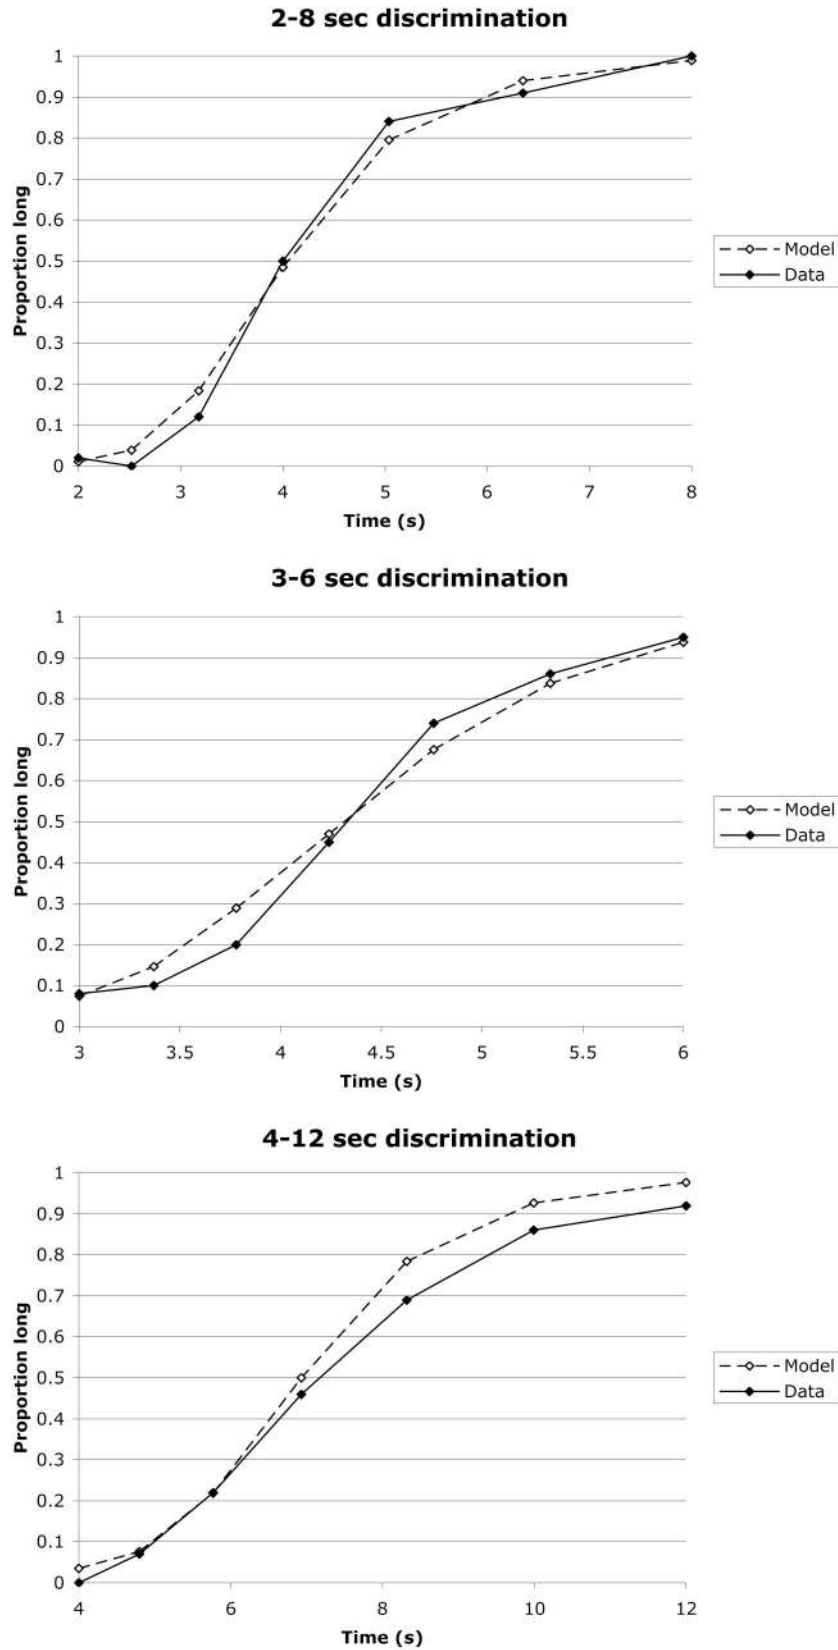 2-8 sec discrimination
1
0.9
0.8
0.7
0.6
0.5
0.4
0.3
0.2
0.1
0
Proportion long
2 3 4 5 6 7 8
Time (s)
Model
Data
3-6 sec discrimination
1
0.9
0.8
0.7
0.6
0.5
0.4
0.3
0.2
0.1
0
Proportion long
3 3.5 4 4.5 5 5.5 6
Time (s)
Model
Data
4-12 sec discrimination
1
0.9
0.8
0.7
0.6
0.5
0.4
0.3
0.2
0.1
0
Proportion long
4 6 8 10 12
Time (s)
Model
Data